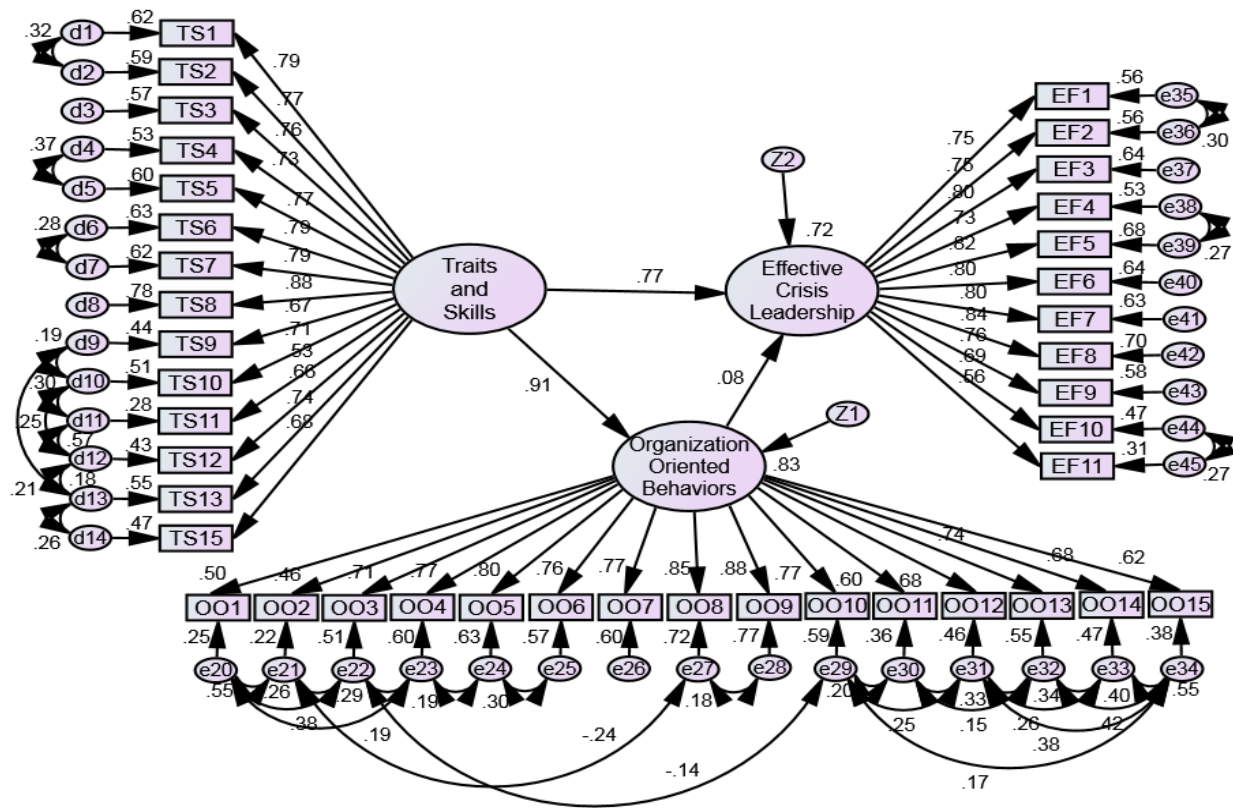 .32
d1
.62
TS1
d2
.59
TS2
d3
.57
TS3
.37
d4
.53
TS4
d5
.60
TS5
.28
d6
.63
TS6
d7
.62
TS7
d8
.78
TS8
.19
d9
.44
TS9
.30
d10
.51
TS10
.25
d11
.28
TS11
.57
d12
.43
TS12
.21
.18
d13
.55
TS13
.26
d14
.47
TS15
.79
.77
.76
.73
.77
.79
.79
.88
.67
.71
.53
.66
.74
.68
Traits
and
Skills
.77
.91
Z2
.72
Effective
Crisis
Leadership
.08
Z1
Organization
Oriented
Behaviors
.83
.75
.75
.80
.73
.82
.80
.80
.84
.76
.69
.56
EF1
.56
e35
EF2
.56
e36
.30
EF3
.64
e37
EF4
.53
e38
EF5
.68
e39
.27
EF6
.64
e40
EF7
.63
e41
EF8
.70
e42
EF9
.58
e43
EF10
.47
e44
EF11
.31
e45
.27
.50 .46 .71 .77 .80 .76 .77 .85 .88 .77 .60 .68 .74 .68 .62
OO1 OO2 OO3 OO4 OO5 OO6 OO7 OO8 OO9 OO10 OO11 OO12 OO13 OO14 OO15
.25 .22 .51 .60 .63 .57 .60 .72 .77 .59 .36 .46 .55 .47 .38
e20 e21 e22 e23 e24 e25 e26 e27 e28 e29 e30 e31 e32 e33 e34
.55 .26 .29 .19 .30 .18 .20 .33 .34 .40 .55
.38 .25 .15 .26 .42
.19 -.24 .38
-.14 .17